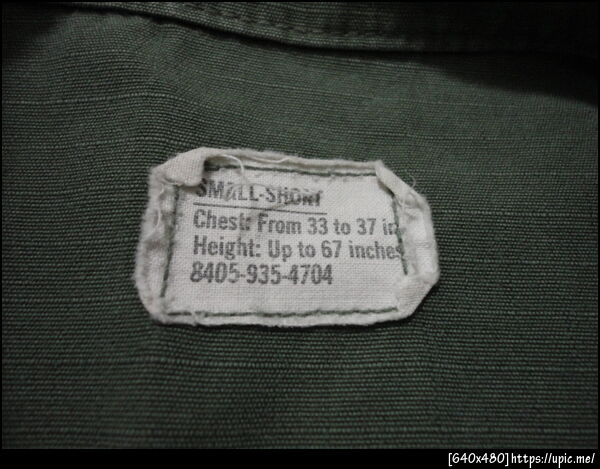 SMALL-SHORT
Chest: From 33 to 37 in
Height: Up to 67 inches
8405-935-4704
[640x480]https://upic.me/